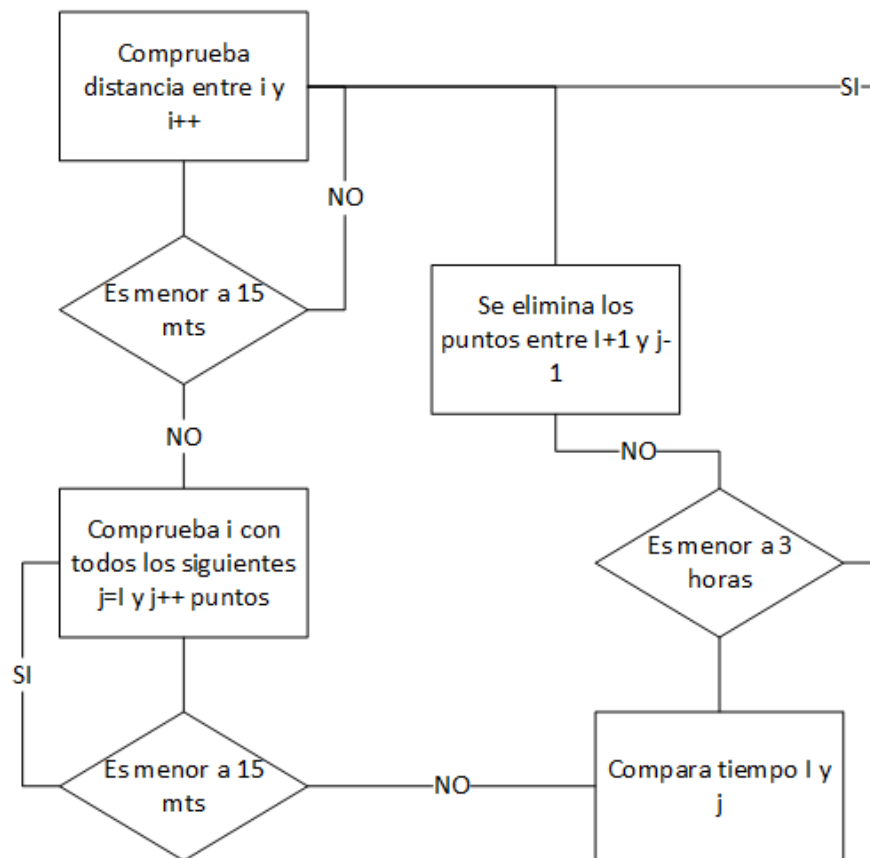 Comprueba
distancia entre i y
i++
SI
NO
Es menor a 15
mts
Se elimina los
puntos entre I+1 y j-
1
NO
NO
Comprueba i con
todos los siguientes
j=I y j++ puntos
Es menor a 3
horas
SI
Es menor a 15
mts
NO
Compara tiempo I y
j